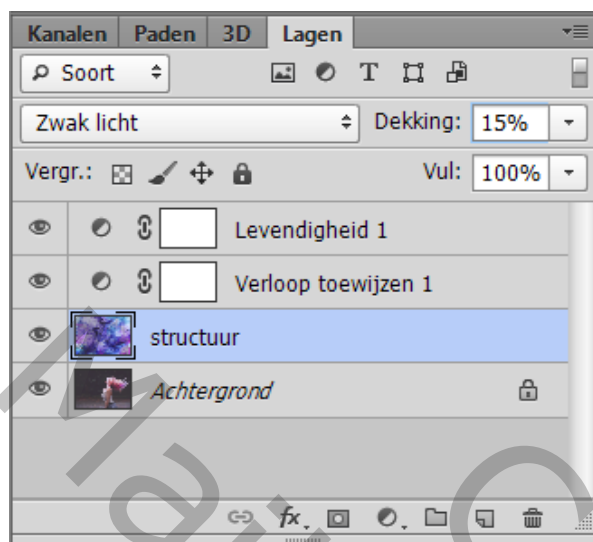 Kanalen Paden 3D Lagen
Soort
Zwak licht Dekking: 15%
Vergr.: Vul: 100%
Levendigheid 1
Verloop toewijzen 1
structuur
Achtergrond
fx